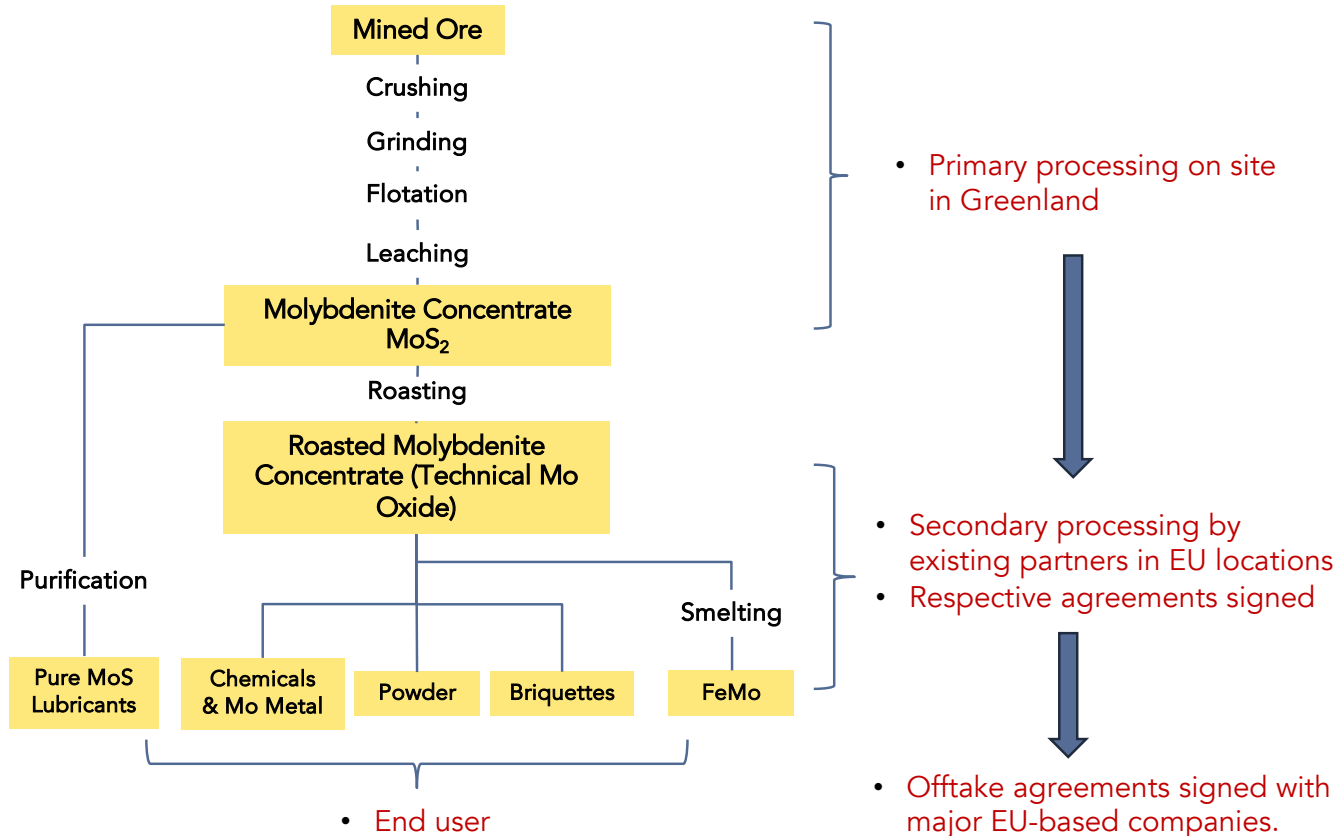 Mined Ore
Crushing
Grinding
Flotation
Leaching
Molybdenite Concentrate
MoS₂
Roasting
Roasted Molybdenite
Concentrate (Technical Mo
Oxide)
Purification
Smelting
Pure MoS
Lubricants
Chemicals
& Mo Metal
Powder
Briquettes
FeMo
• End user
• Primary processing on site
in Greenland
• Secondary processing by
existing partners in EU locations
• Respective agreements signed
• Offtake agreements signed with
major EU-based companies.